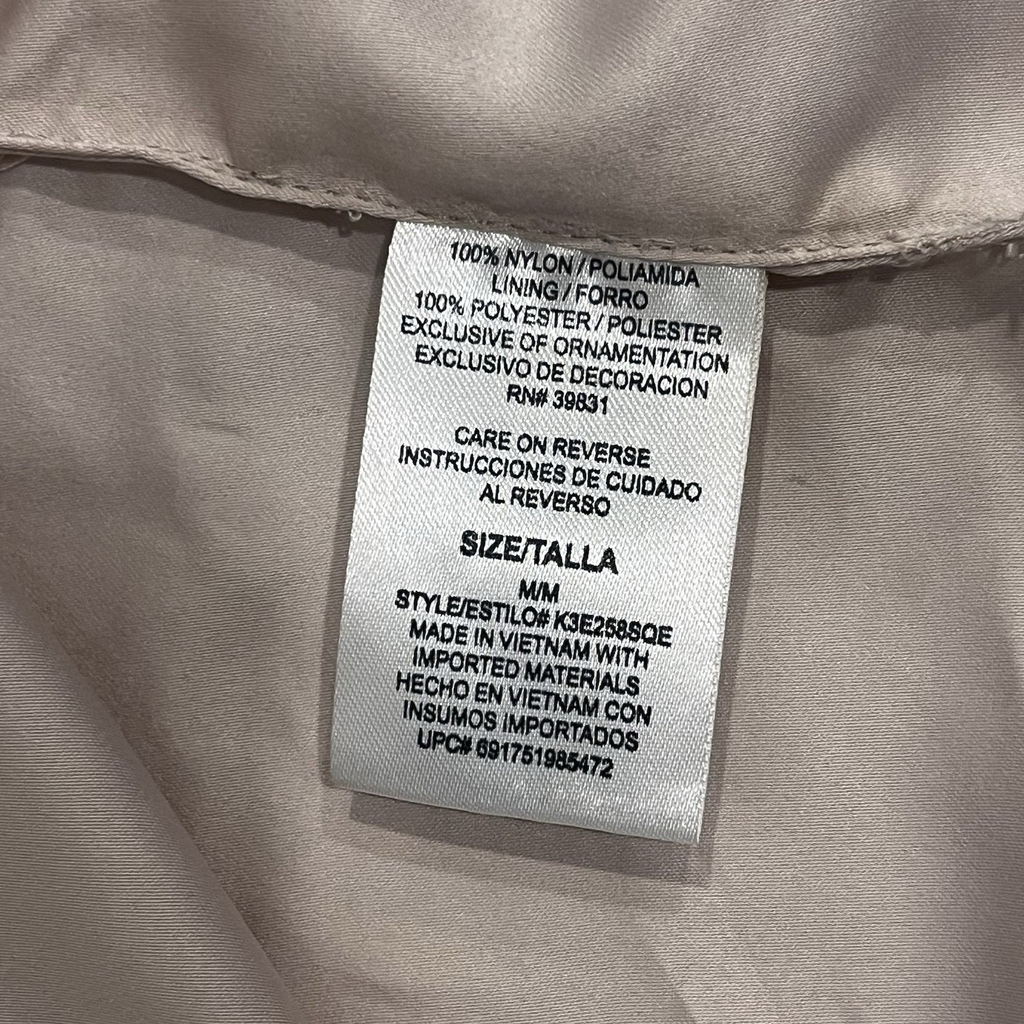 100% NYLON / POLIAMIDA
LINING / FORRO
100% POLYESTER / POLIESTER
EXCLUSIVE OF ORNAMENTATION
EXCLUSIVO DE DECORACION
RN# 39831
CARE ON REVERSE
INSTRUCCIONES DE CUIDADO
AL REVERSO
SIZE/TALLA
M/M
STYLE/ESTILO# K3E258SQE
MADE IN VIETNAM WITH
IMPORTED MATERIALS
HECHO EN VIETNAM CON
INSUMOS IMPORTADOS
UPC# 691751985472